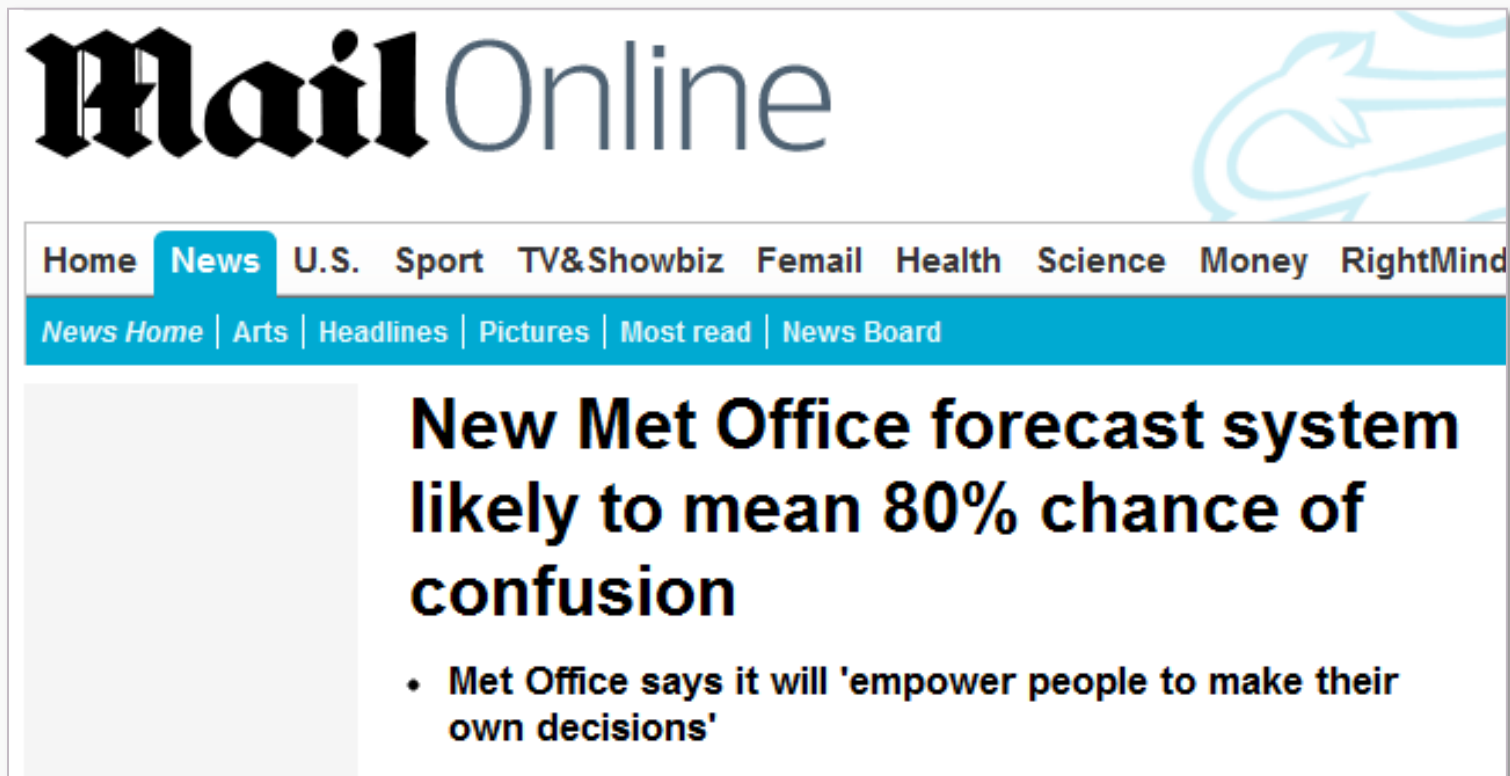 Mail Online
Home News U.S. Sport TV&Showbiz Femail Health Science Money RightMind
News Home | Arts | Headlines | Pictures | Most read | News Board
New Met Office forecast system
likely to mean 80% chance of
confusion
• Met Office says it will 'empower people to make their
own decisions'